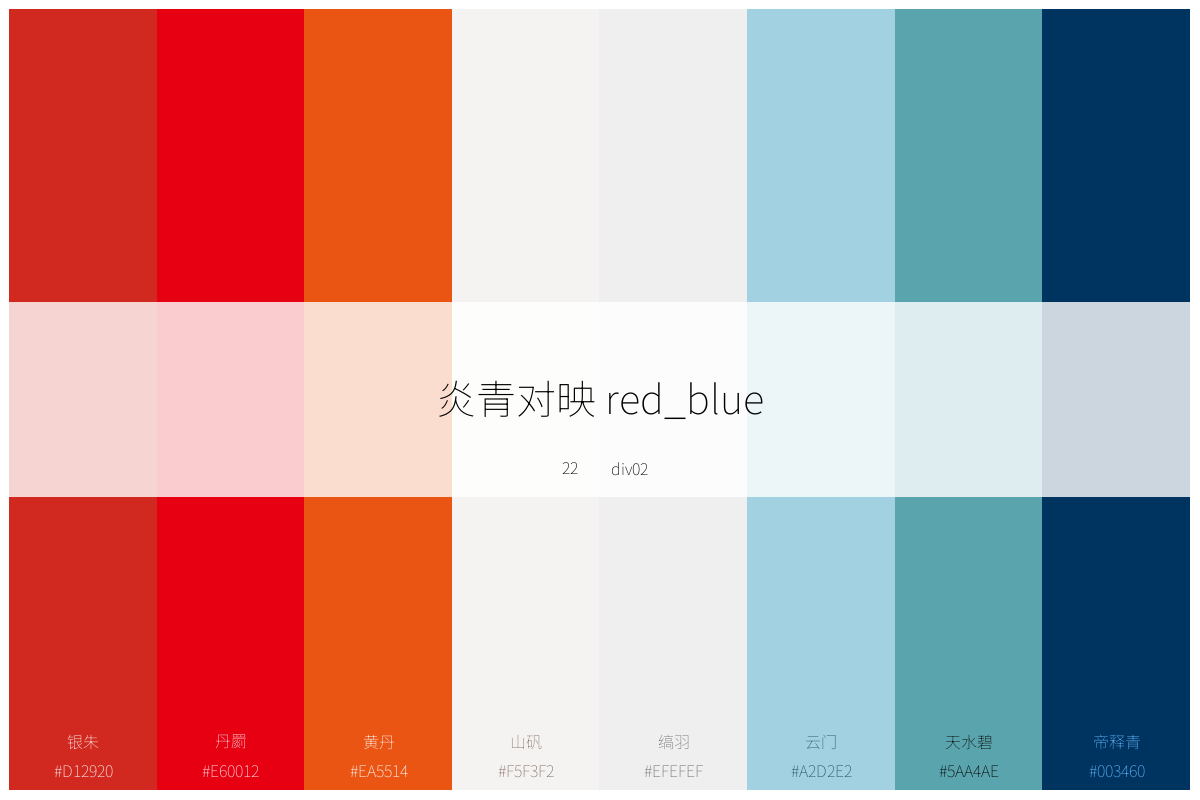 炎青对映 red_blue
22 div02
银朱 丹罽 黄丹 山矾 缟羽 云门 天水碧 帝释青
#D12920 #E60012 #EA5514 #F5F3F2 #EFEFEF #A2D2E2 #5AA4AE #003460